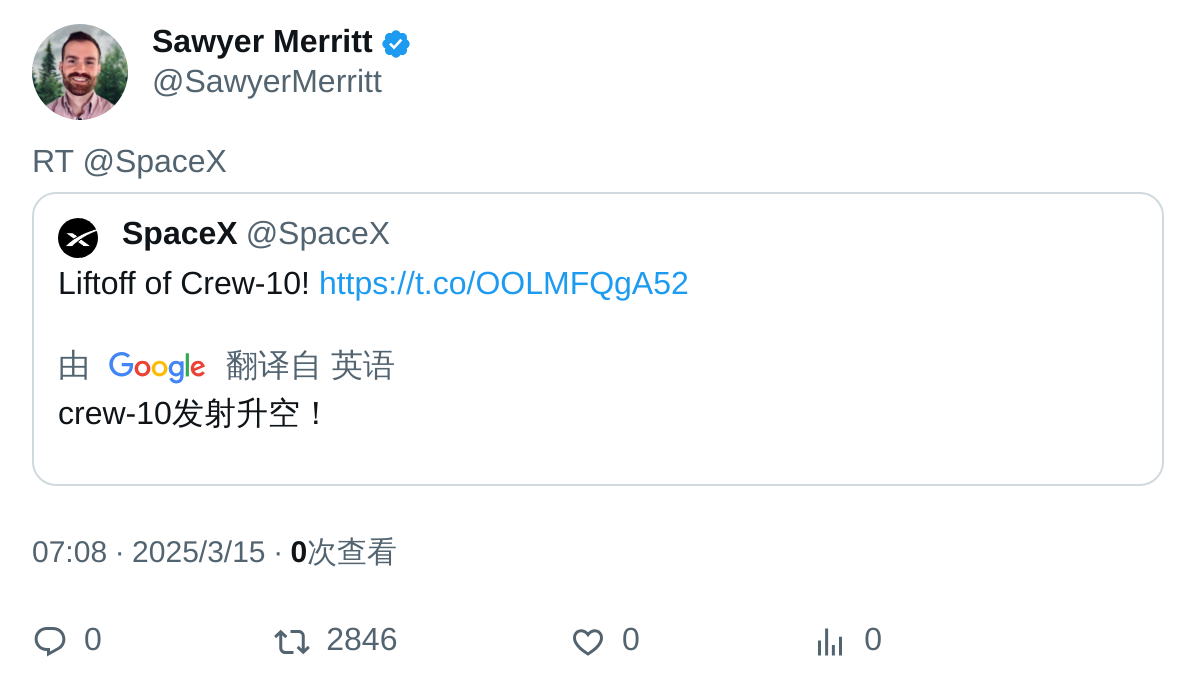 Sawyer Merritt
@SawyerMerritt
RT @SpaceX
SpaceX @SpaceX
Liftoff of Crew-10! https://t.co/OOLMFQgA52
由 Google 翻译自 英语
crew-10发射升空！
07:08 · 2025/3/15 · 0次查看
0 2846 0 0